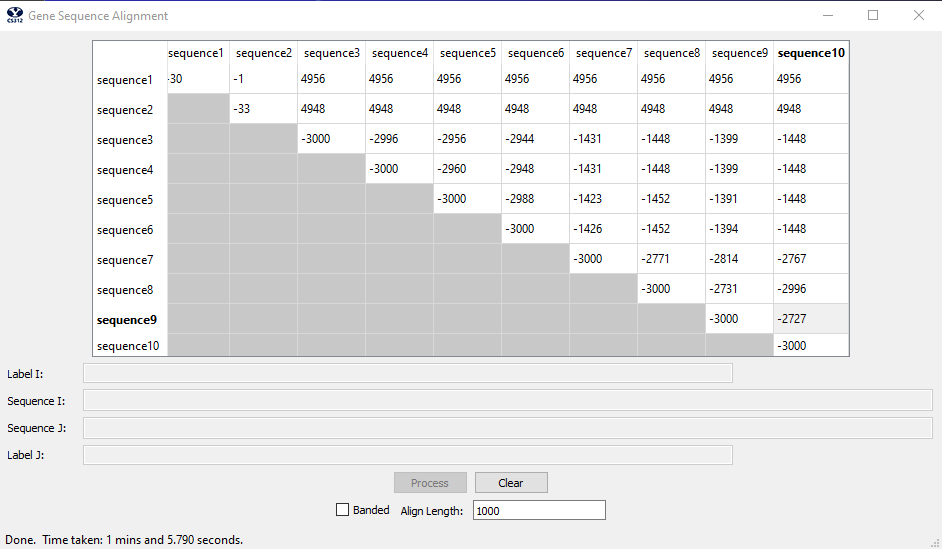 CS312 Gene Sequence Alignment
sequence1 sequence2 sequence3 sequence4 sequence5 sequence6 sequence7 sequence8 sequence9 sequence10
sequence1 -30 -1 4956 4956 4956 4956 4956 4956 4956 4956
sequence2 -33 4948 4948 4948 4948 4948 4948 4948 4948
sequence3 -3000 -2996 -2956 -2944 -1431 -1448 -1399 -1448
sequence4 -3000 -2960 -2948 -1431 -1448 -1399 -1448
sequence5 -3000 -2988 -1423 -1452 -1391 -1448
sequence6 -3000 -1426 -1452 -1394 -1448
sequence7 -3000 -2771 -2814 -2767
sequence8 -3000 -2731 -2996
sequence9 -3000 -2727
sequence10 -3000
Label I:
Sequence I:
Sequence J:
Label J:
Process Clear
Banded Align Length: 1000
Done. Time taken: 1 mins and 5.790 seconds.